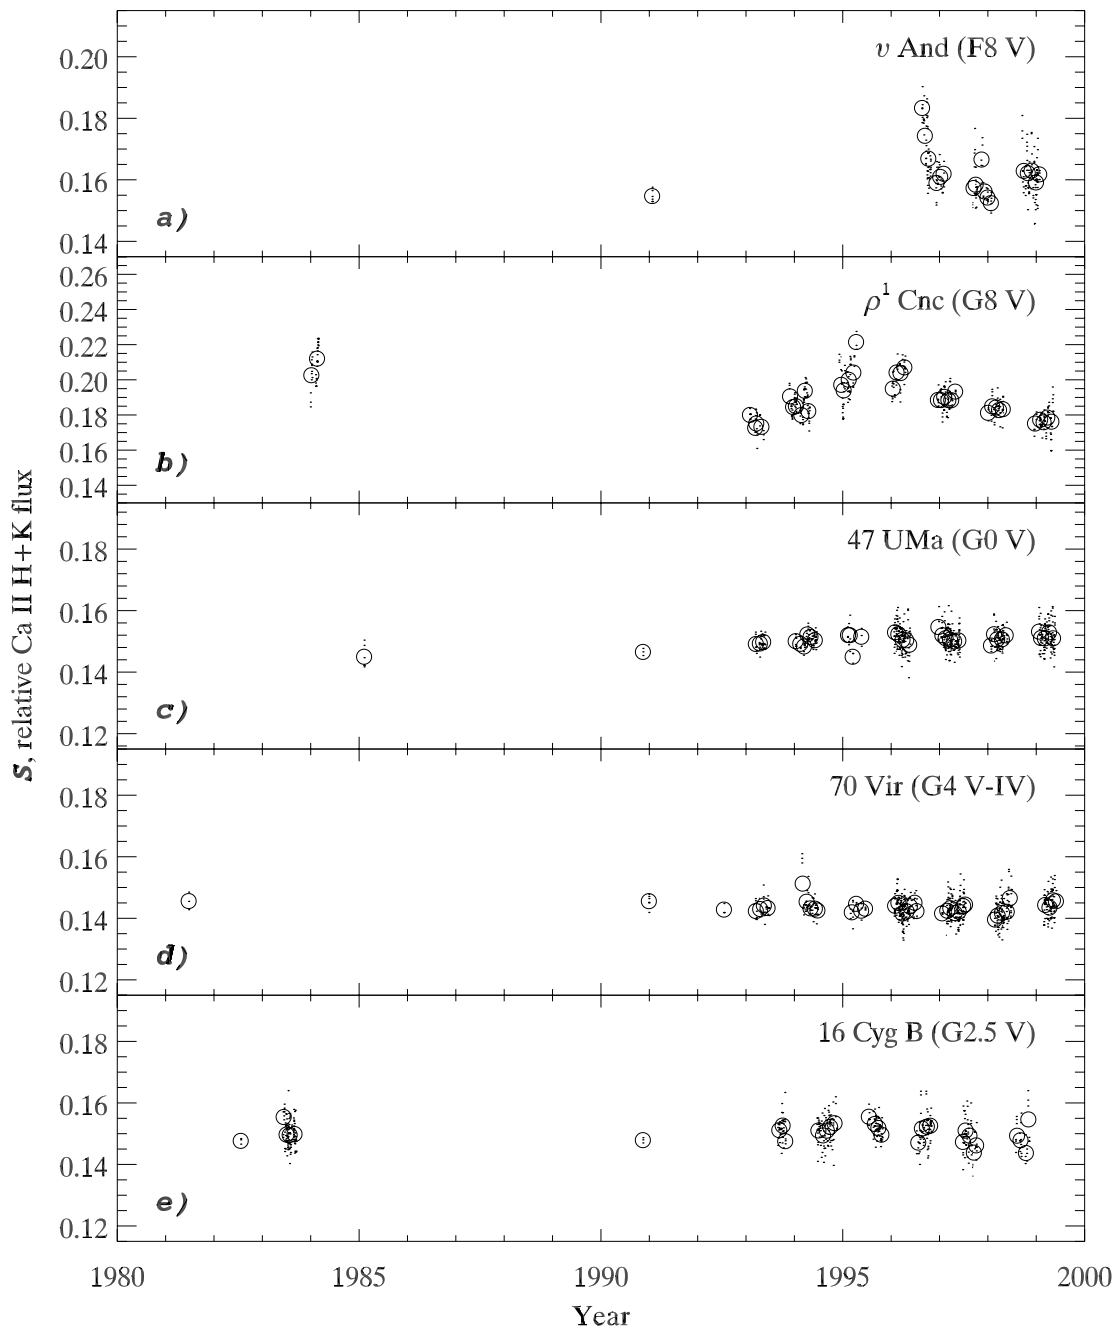 S, relative Ca II H+K flux
υ And (F8 V)
0.20
0.18
0.16
0.14
a)
ρ¹ Cnc (G8 V)
0.26
0.24
0.22
0.20
0.18
0.16
0.14
b)
47 UMa (G0 V)
0.18
0.16
0.14
0.12
c)
70 Vir (G4 V-IV)
0.18
0.16
0.14
0.12
d)
16 Cyg B (G2.5 V)
0.18
0.16
0.14
0.12
e)
1980 1985 1990 1995 2000
Year